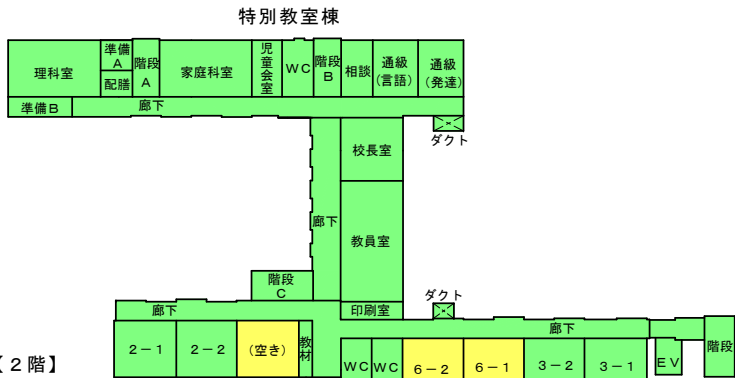 特別教室棟
理科室
準備
A
配膳
階段
A
家庭科室
児童会室
WC
階段
B
相談
通級
(言語)
通級
(発達)
準備B
廊下
ダクト
校長室
廊下
教員室
階段
C
印刷室
ダクト
廊下
廊下
2-1
2-2
(空き)
教材
WC
WC
6-2
6-1
3-2
3-1
EV
階段
【2階】